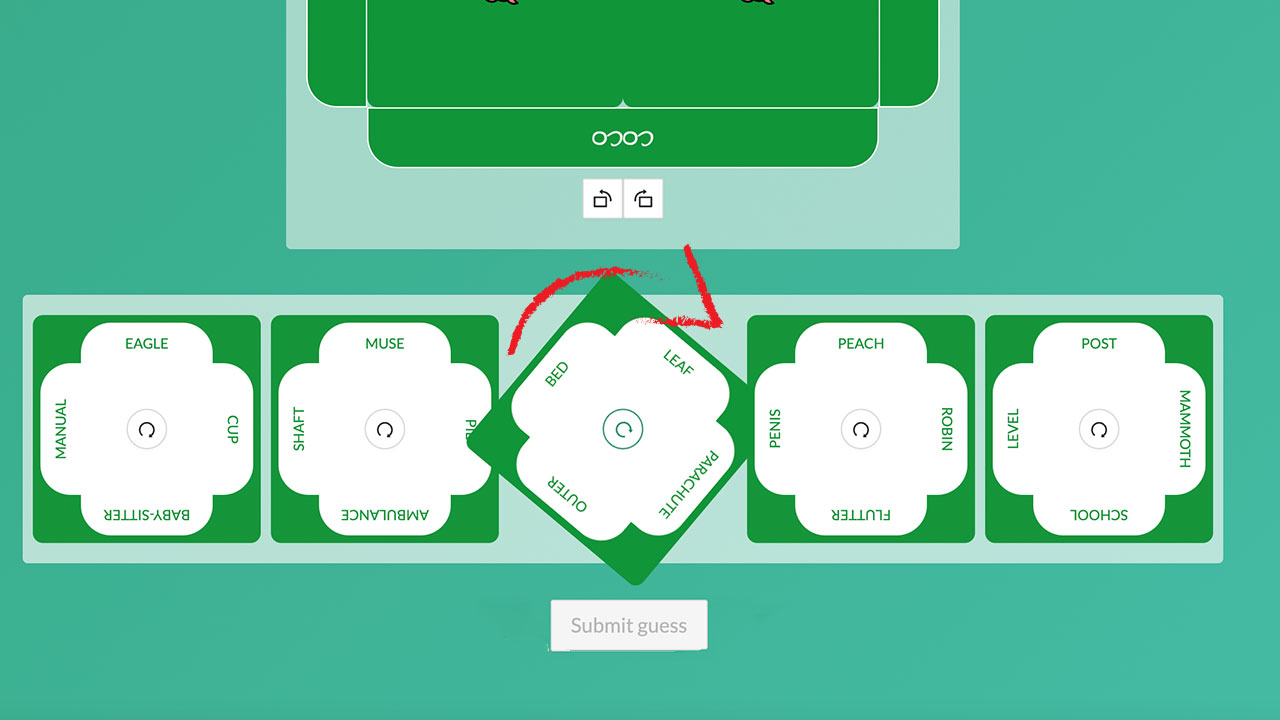 COCO
EAGLE
MANUAL
CUP
BABY-SITTER
MUSE
SHAFT
AMBULANCE
BED
LEAF
OUTER
PARACHUTE
PEACH
PENIS
ROBIN
FLUTTER
POST
LEVEL
MAMMOTH
SCHOOL
Submit guess